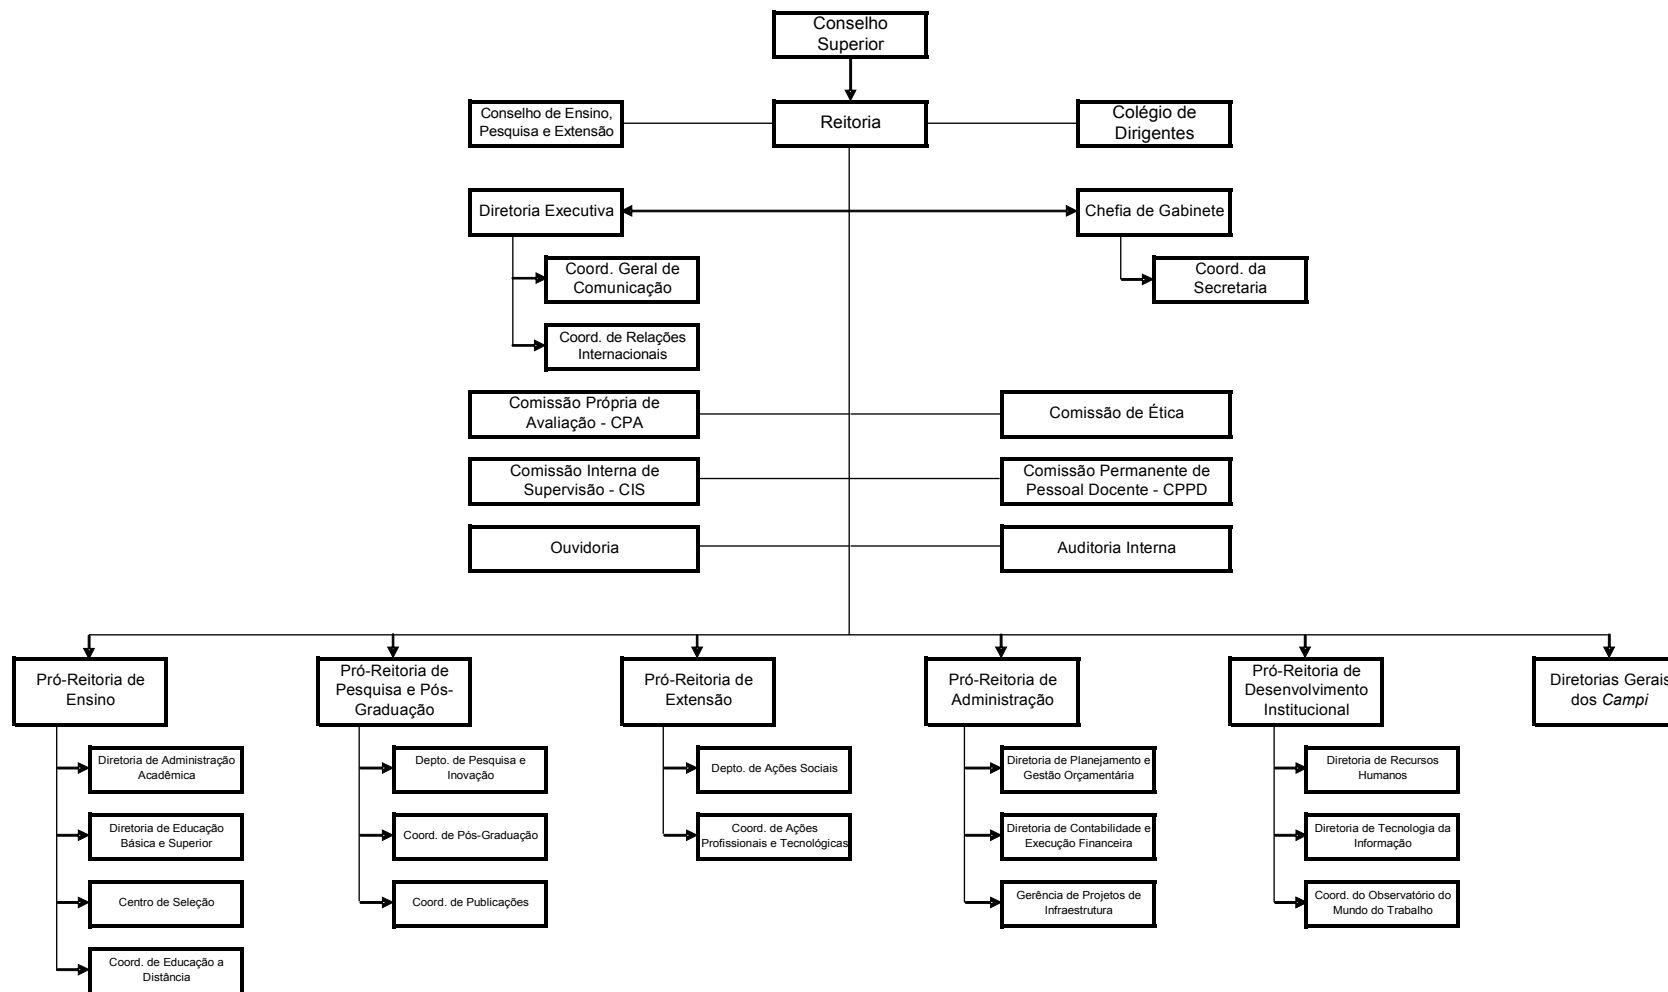 Conselho
Superior
Conselho de Ensino,
Pesquisa e Extensão
Reitoria
Colégio de
Dirigentes
Diretoria Executiva
Chefia de Gabinete
Coord. Geral de
Comunicação
Coord. da
Secretaria
Coord. de Relações
Internacionais
Comissão Própria de
Avaliação - CPA
Comissão de Ética
Comissão Interna de
Supervisão - CIS
Comissão Permanente de
Pessoal Docente - CPPD
Ouvidoria
Auditoria Interna
Pró-Reitoria de
Ensino
Pró-Reitoria de
Pesquisa e Pós-
Graduação
Pró-Reitoria de
Extensão
Pró-Reitoria de
Administração
Pró-Reitoria de
Desenvolvimento
Institucional
Diretorias Gerais
dos Campi
Diretoria de Administração
Acadêmica
Depto. de Pesquisa e
Inovação
Depto. de Ações Sociais
Diretoria de Planejamento e
Gestão Orçamentária
Diretoria de Recursos
Humanos
Diretoria de Educação
Básica e Superior
Coord. de Pós-Graduação
Coord. de Ações
Profissionais e Tecnológicas
Diretoria de Contabilidade e
Execução Financeira
Diretoria de Tecnologia da
Informação
Centro de Seleção
Coord. de Publicações
Gerência de Projetos de
Infraestrutura
Coord. do Observatório do
Mundo do Trabalho
Coord. de Educação a
Distância